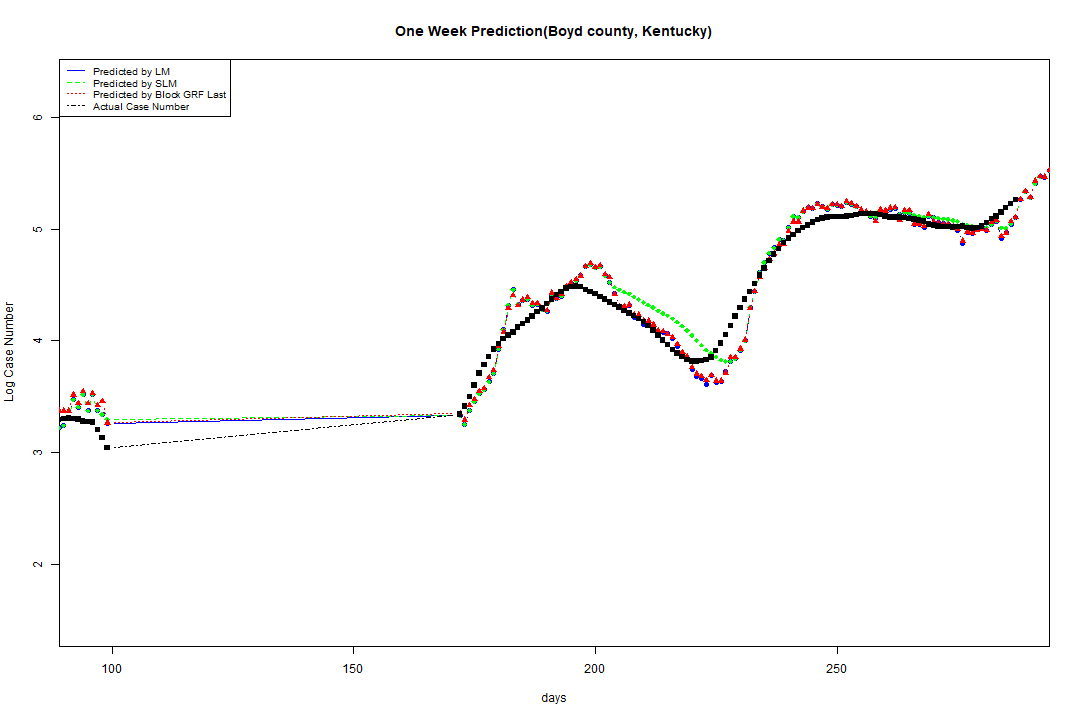 One Week Prediction(Boyd county, Kentucky)
Predicted by LM
Predicted by SLM
Predicted by Block GRF Last
Actual Case Number
6
5
4
3
2
Log Case Number
100 150 200 250
days